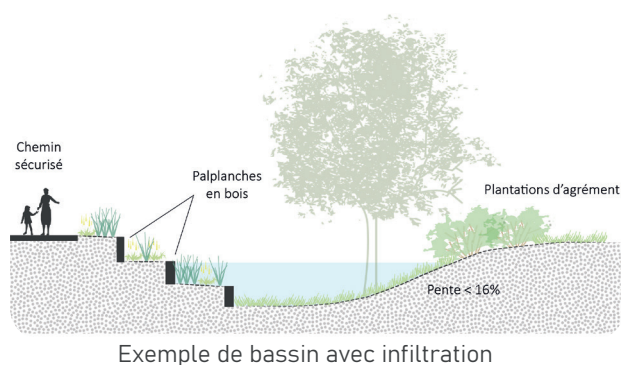 Chemin
sécurisé
Palplanches
en bois
Plantations d'agrément
Pente < 16%
Exemple de bassin avec infiltration